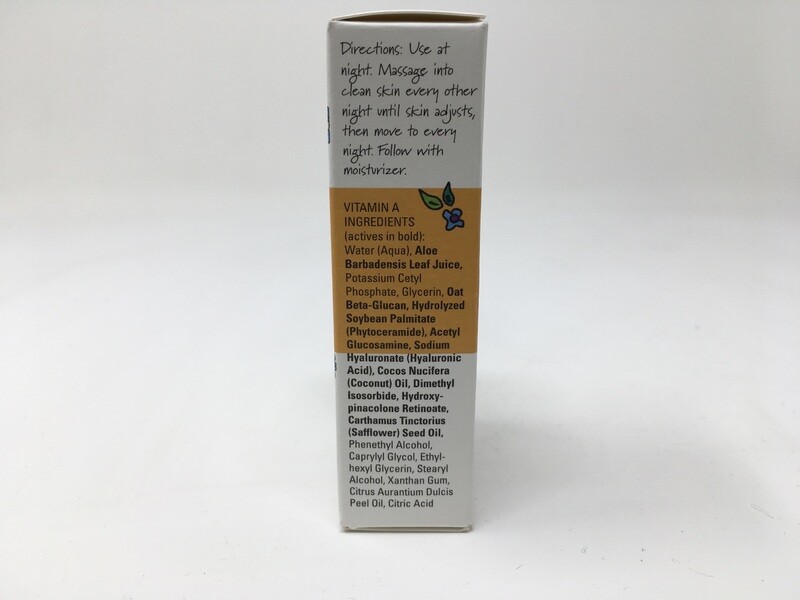 Directions: Use at
night. Massage into
clean skin every other
night until skin adjusts,
then move to every
night. Follow with
moisturizer.
VITAMIN A
INGREDIENTS
(actives in bold):
Water (Aqua), Aloe
Barbadensis Leaf Juice,
Potassium Cetyl
Phosphate, Glycerin, Oat
Beta-Glucan, Hydrolyzed
Soybean Palmitate
(Phytoceramide), Acetyl
Glucosamine, Sodium
Hyaluronate (Hyaluronic
Acid), Cocos Nucifera
(Coconut) Oil, Dimethyl
Isosorbide, Hydroxy-
pinacolone Retinoate,
Carthamus Tinctorius
(Safflower) Seed Oil,
Phenethyl Alcohol,
Caprylyl Glycol, Ethyl-
hexyl Glycerin, Stearyl
Alcohol, Xanthan Gum,
Citrus Aurantium Dulcis
Peel Oil, Citric Acid